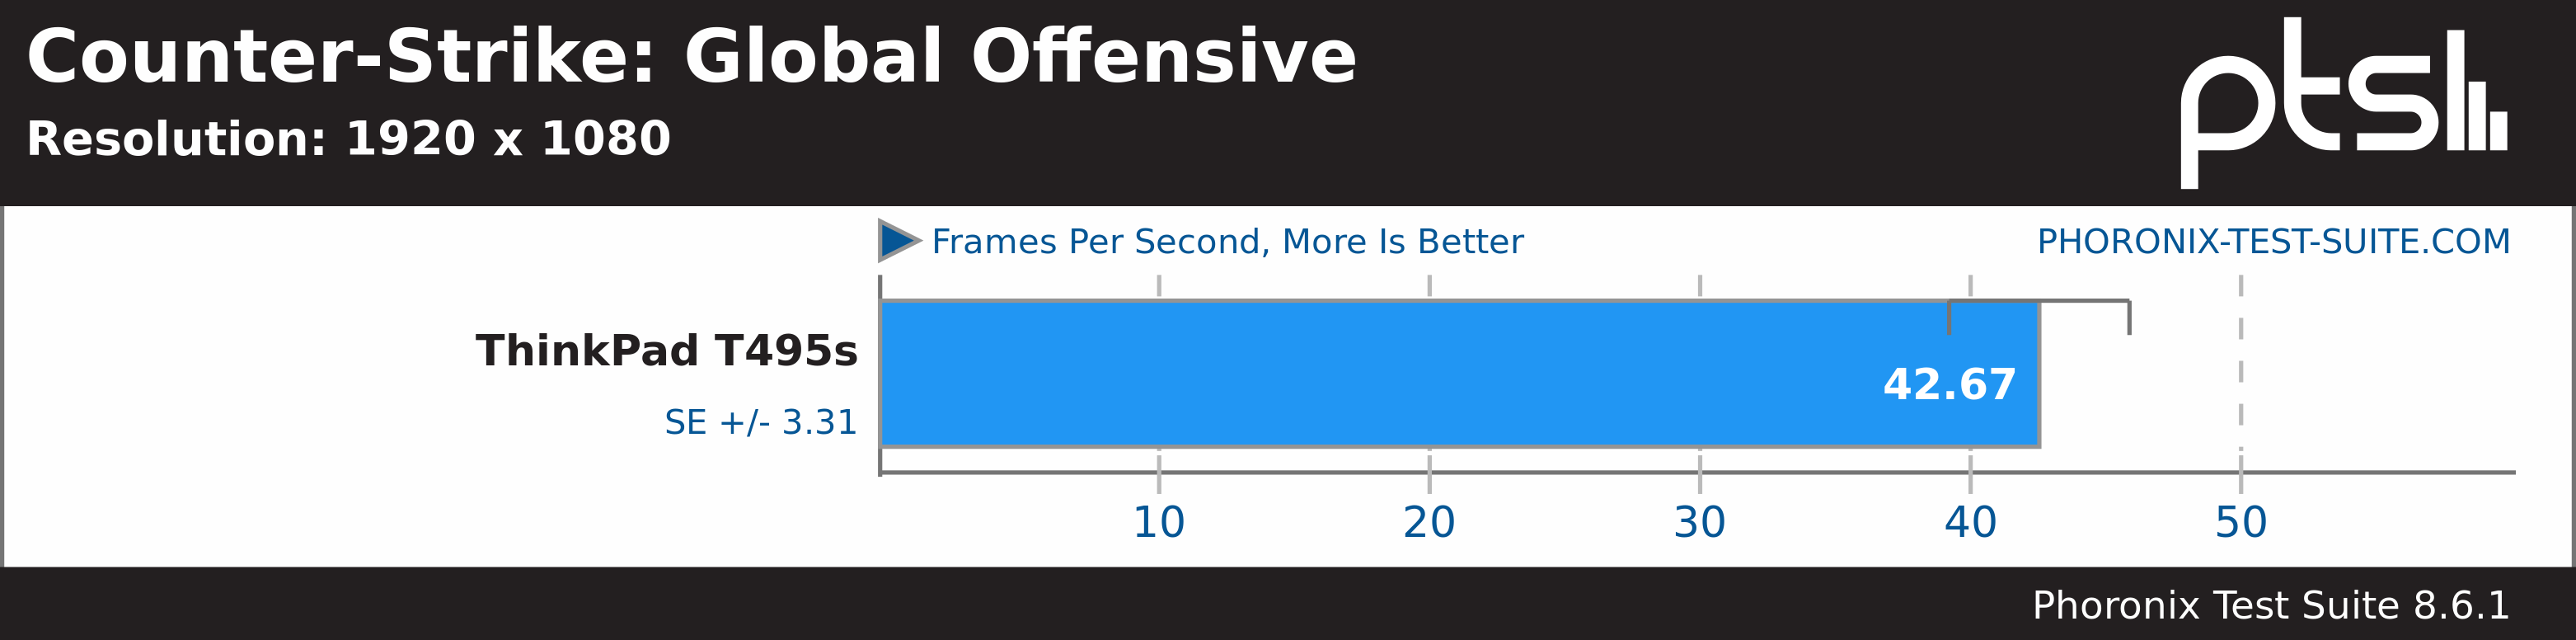 Counter-Strike: Global Offensive
Resolution: 1920 x 1080
ptsl
Frames Per Second, More Is Better
PHORONIX-TEST-SUITE.COM
ThinkPad T495s
SE +/- 3.31
42.67
10 20 30 40 50
Phoronix Test Suite 8.6.1